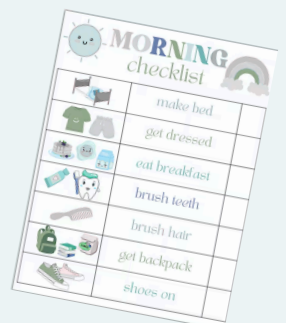 MORNING
checklist
make bed
get dressed
eat breakfast
brush teeth
brush hair
get backpack
shoes on